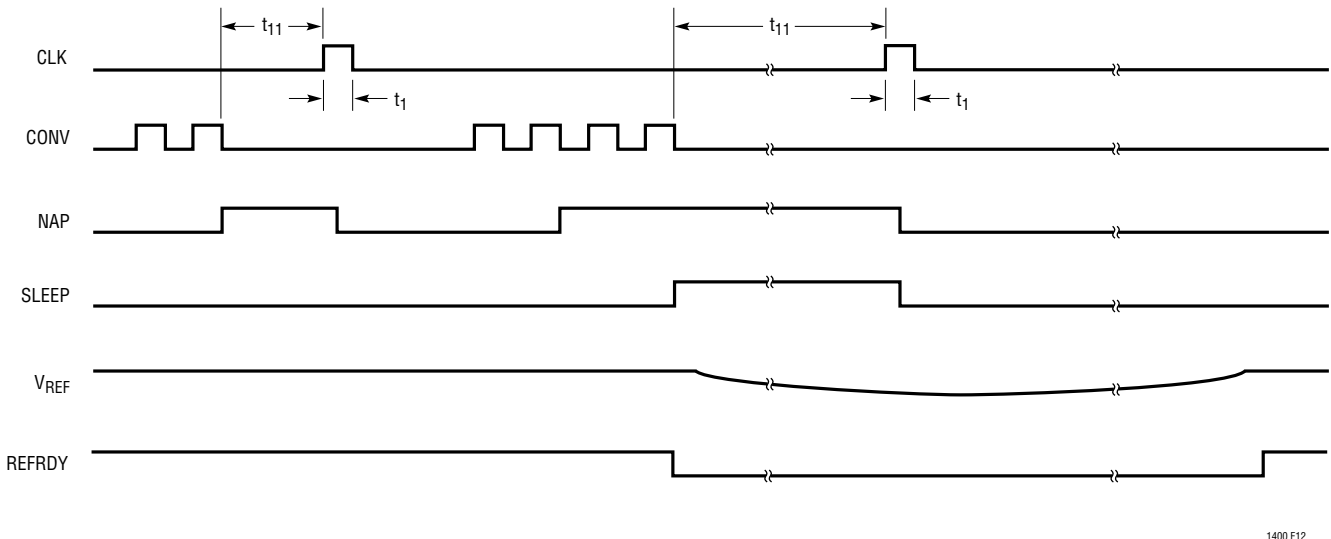 t11
t11
CLK
t1
t1
CONV
NAP
SLEEP
VREF
REFRDY
1400 F12